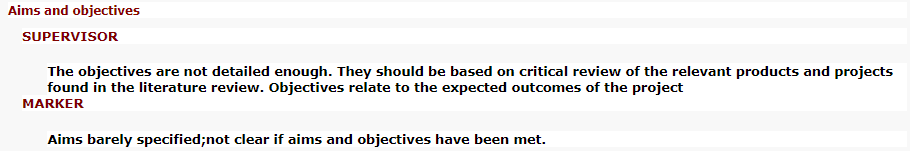 Aims and objectives
SUPERVISOR
The objectives are not detailed enough. They should be based on critical review of the relevant products and projects
found in the literature review. Objectives relate to the expected outcomes of the project
MARKER
Aims barely specified;not clear if aims and objectives have been met.